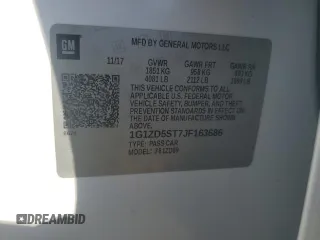 GM
MFD BY GENERAL MOTORS LLC
11/17 GVWR GAWR FRT GAWR RR
1851 KG 958 KG
4081 LB 2112 LB
THIS VEHICLE CONFORMS TO ALL APPLICABLE
U.S. FEDERAL MOTOR VEHICLE SAFETY,
BUMPER, AND THEFT PREVENTION STANDARDS
IN EFFECT ON THE DATE OF MANUFACTURE
SHOWN ABOVE.
1G1ZD5ST7JF163686
TYPE: PASS CAR
MODEL: